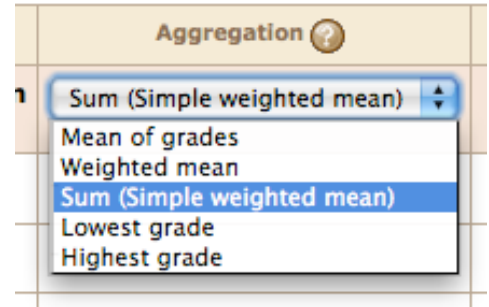 Aggregation ?
n
Sum (Simple weighted mean)
Mean of grades
Weighted mean
Sum (Simple weighted mean)
Lowest grade
Highest grade